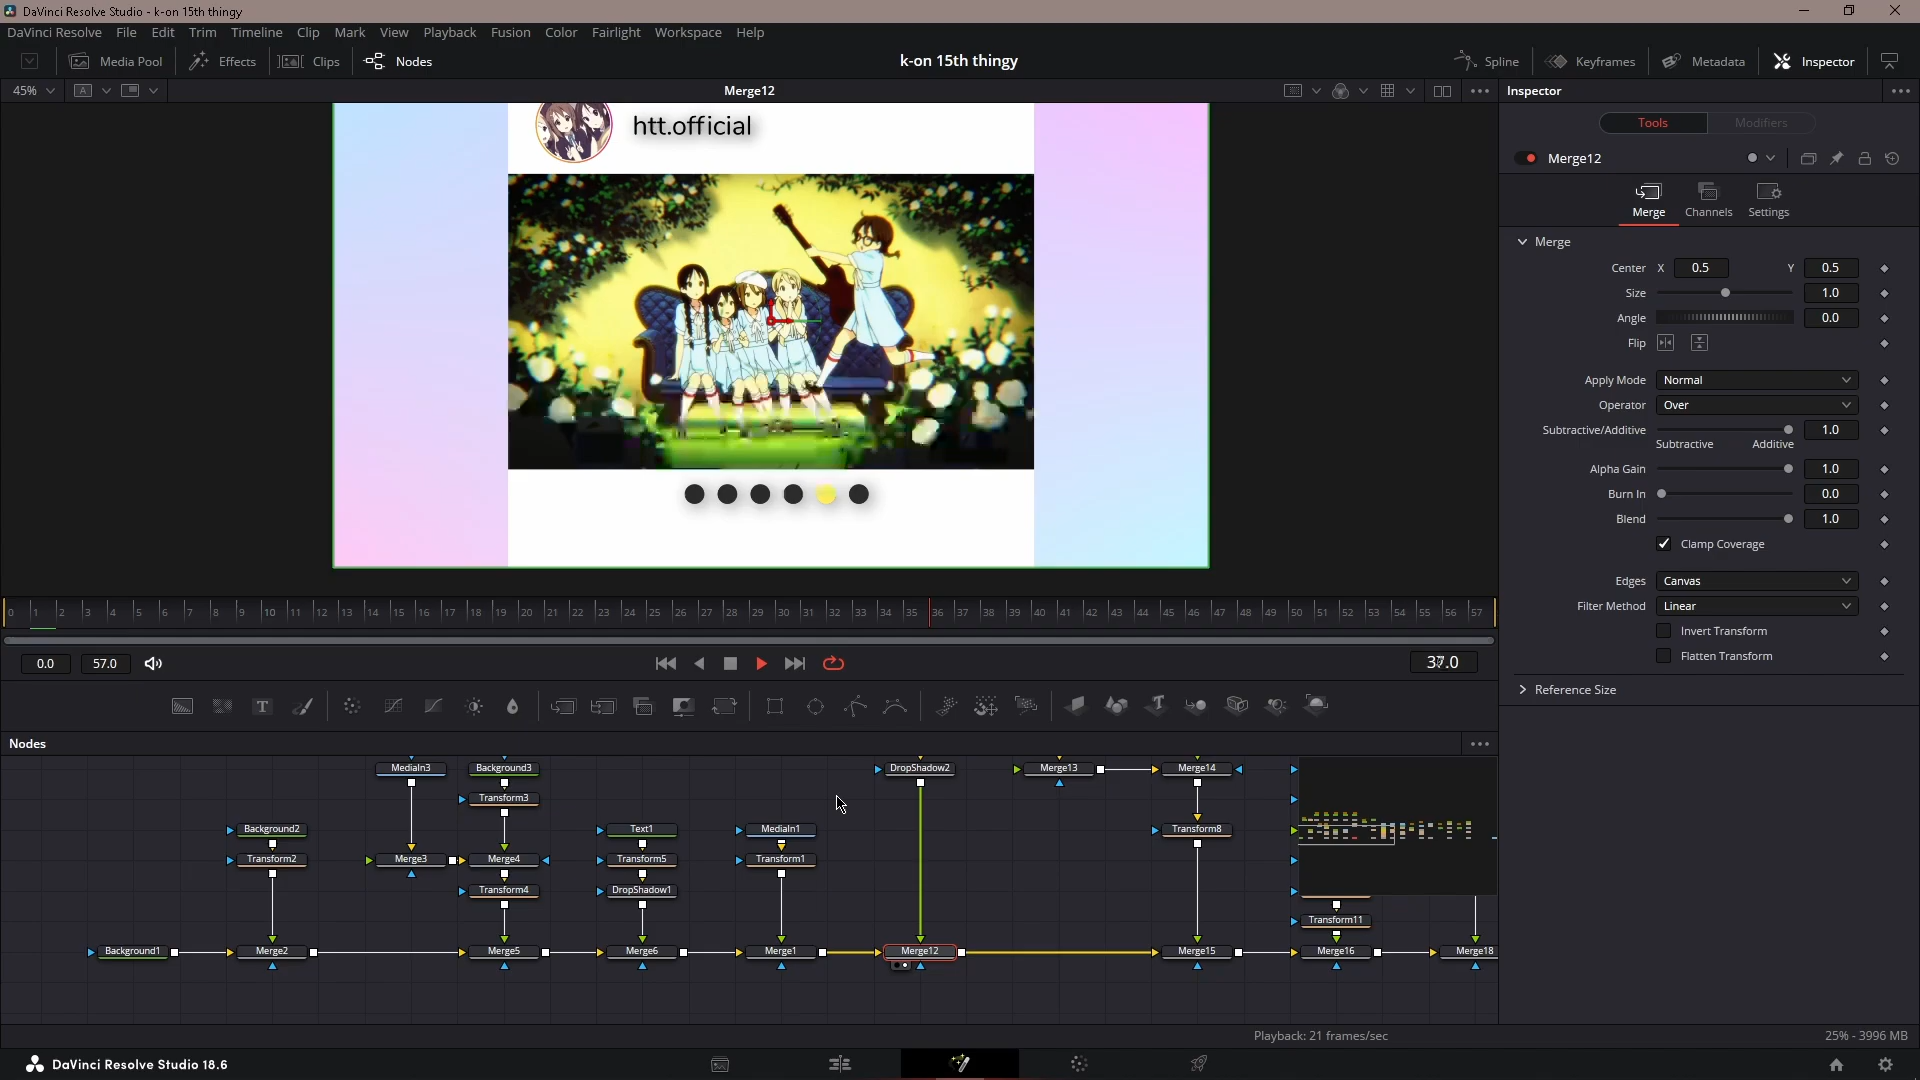 DaVinci Resolve Studio - k-on 15th thingy
DaVinci Resolve File Edit Trim Timeline Clip Mark View Playback Fusion Color Fairlight Workspace Help
Media Pool Effects Clips Nodes k-on 15th thingy Spline Keyframes Metadata Inspector
45% A Merge12 Inspector
htt.official
Tools Modifiers
Merge12
Merge Channels Settings
Merge
Center X 0.5 Y 0.5
Size 1.0
Angle 0.0
Flip
Apply Mode Normal
Operator Over
Subtractive/Additive 1.0
Subtractive Additive
Alpha Gain 1.0
Burn In 0.0
Blend 1.0
Clamp Coverage
Edges Canvas
Filter Method Linear
Invert Transform
Flatten Transform
Reference Size
0 1 2 3 4 5 6 7 8 9 10 11 12 13 14 15 16 17 18 19 20 21 22 23 24 25 26 27 28 29 30 31 32 33 34 35 36 37 38 39 40 41 42 43 44 45 46 47 48 49 50 51 52 53 54 55 56 57
0.0 57.0 37.0
T T
Nodes
MediaIn3 Background3 DropShadow2 Merge13 Merge14
Transform3
Background2 Text1 MediaIn1 Transform8
Transform2 Merge3 Merge4 Transform5 Transform1
Transform4 DropShadow1
Transform11
Background1 Merge2 Merge5 Merge6 Merge1 Merge12 Merge15 Merge16 Merge18
Playback: 21 frames/sec 25% - 3996 MB
DaVinci Resolve Studio 18.6